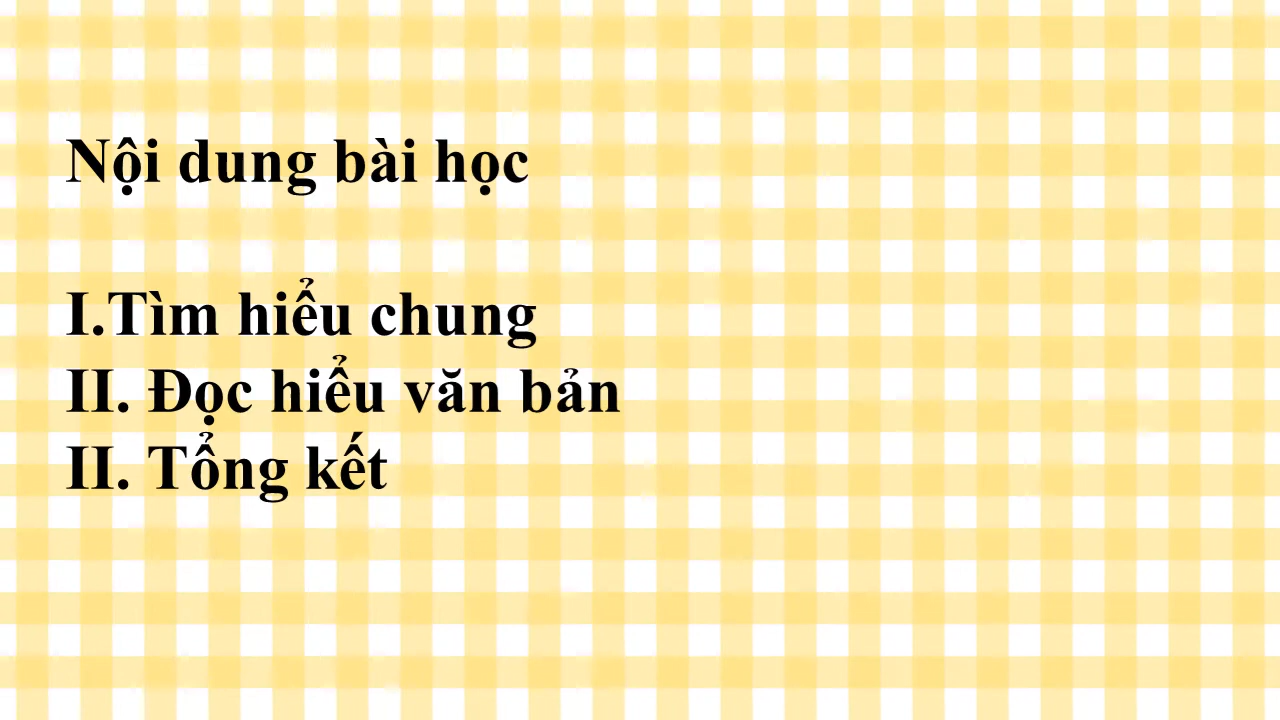 Nội dung bài học
I.Tìm hiểu chung
II. Đọc hiểu văn bản
II. Tổng kết